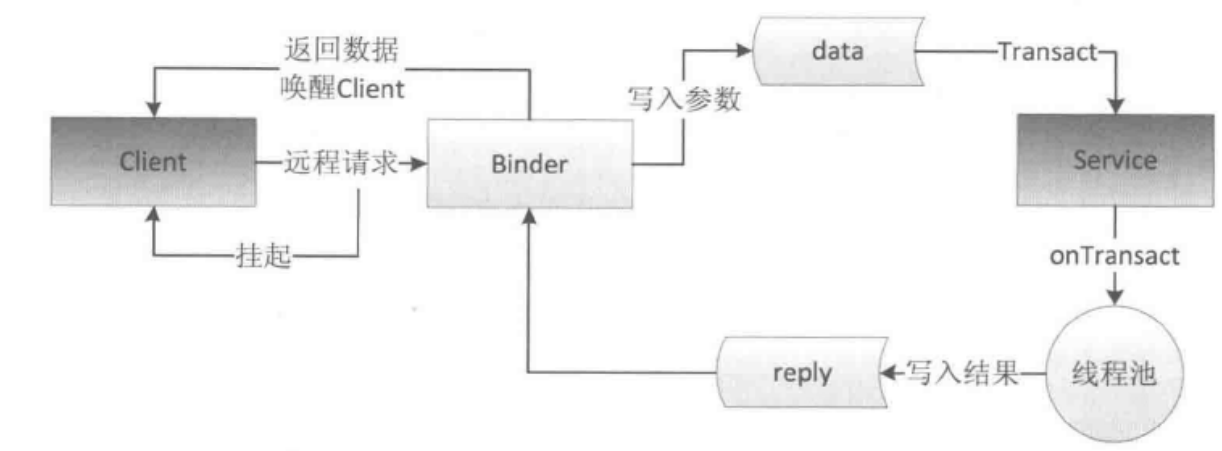 返回数据
唤醒Client
data
Transact
写入参数
Client
远程请求
Binder
Service
挂起
onTransact
reply
写入结果
线程池